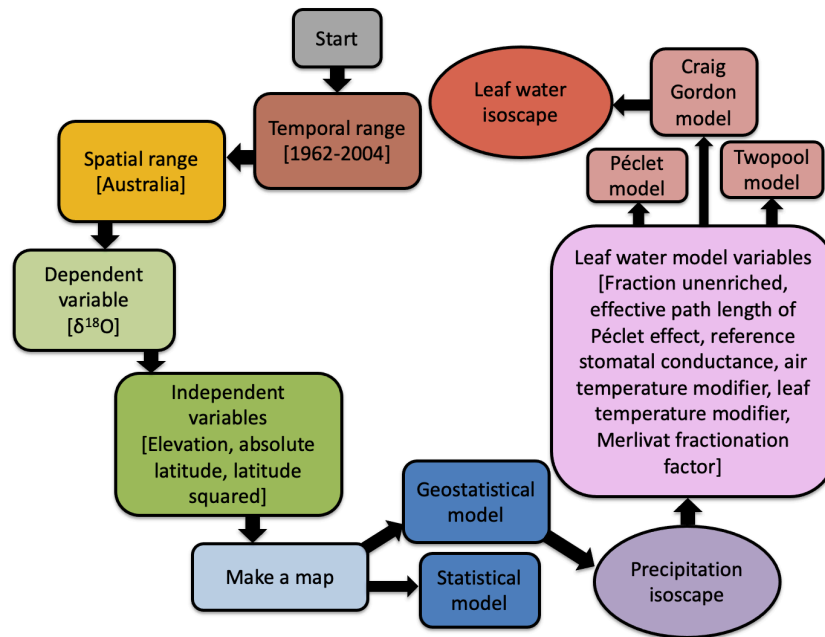 Start
Temporal range
[1962-2004]
Spatial range
[Australia]
Dependent
variable
[δ¹⁸O]
Independent
variables
[Elevation, absolute
latitude, latitude
squared]
Make a map
Geostatistical
model
Statistical
model
Precipitation
isoscape
Leaf water model variables
[Fraction unenriched,
effective path length of
Péclet effect, reference
stomatal conductance, air
temperature modifier, leaf
temperature modifier,
Merlivat fractionation
factor]
Péclet
model
Twopool
model
Craig
Gordon
model
Leaf water
isoscape